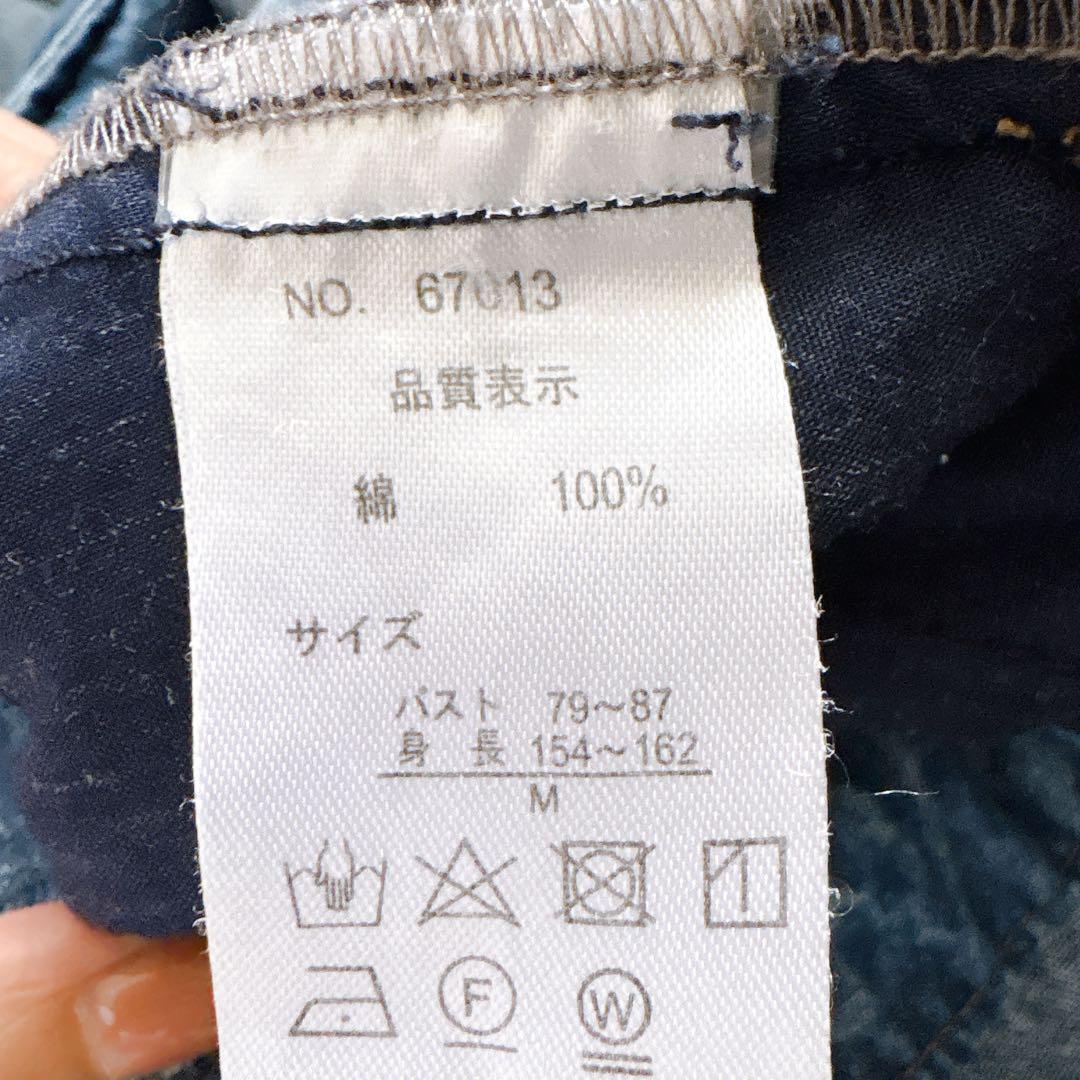 NO. 67013
品質表示
綿 100%
サイズ
バスト 79~87
身長 154~162
M
F W